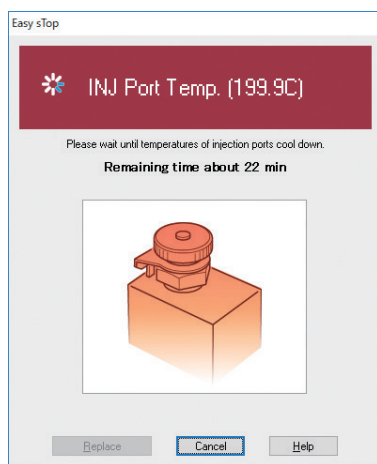 Easy sTop
INJ Port Temp. (199.9C)
Please wait until temperatures of injection ports cool down.
Remaining time about 22 min
Replace
Cancel
Help